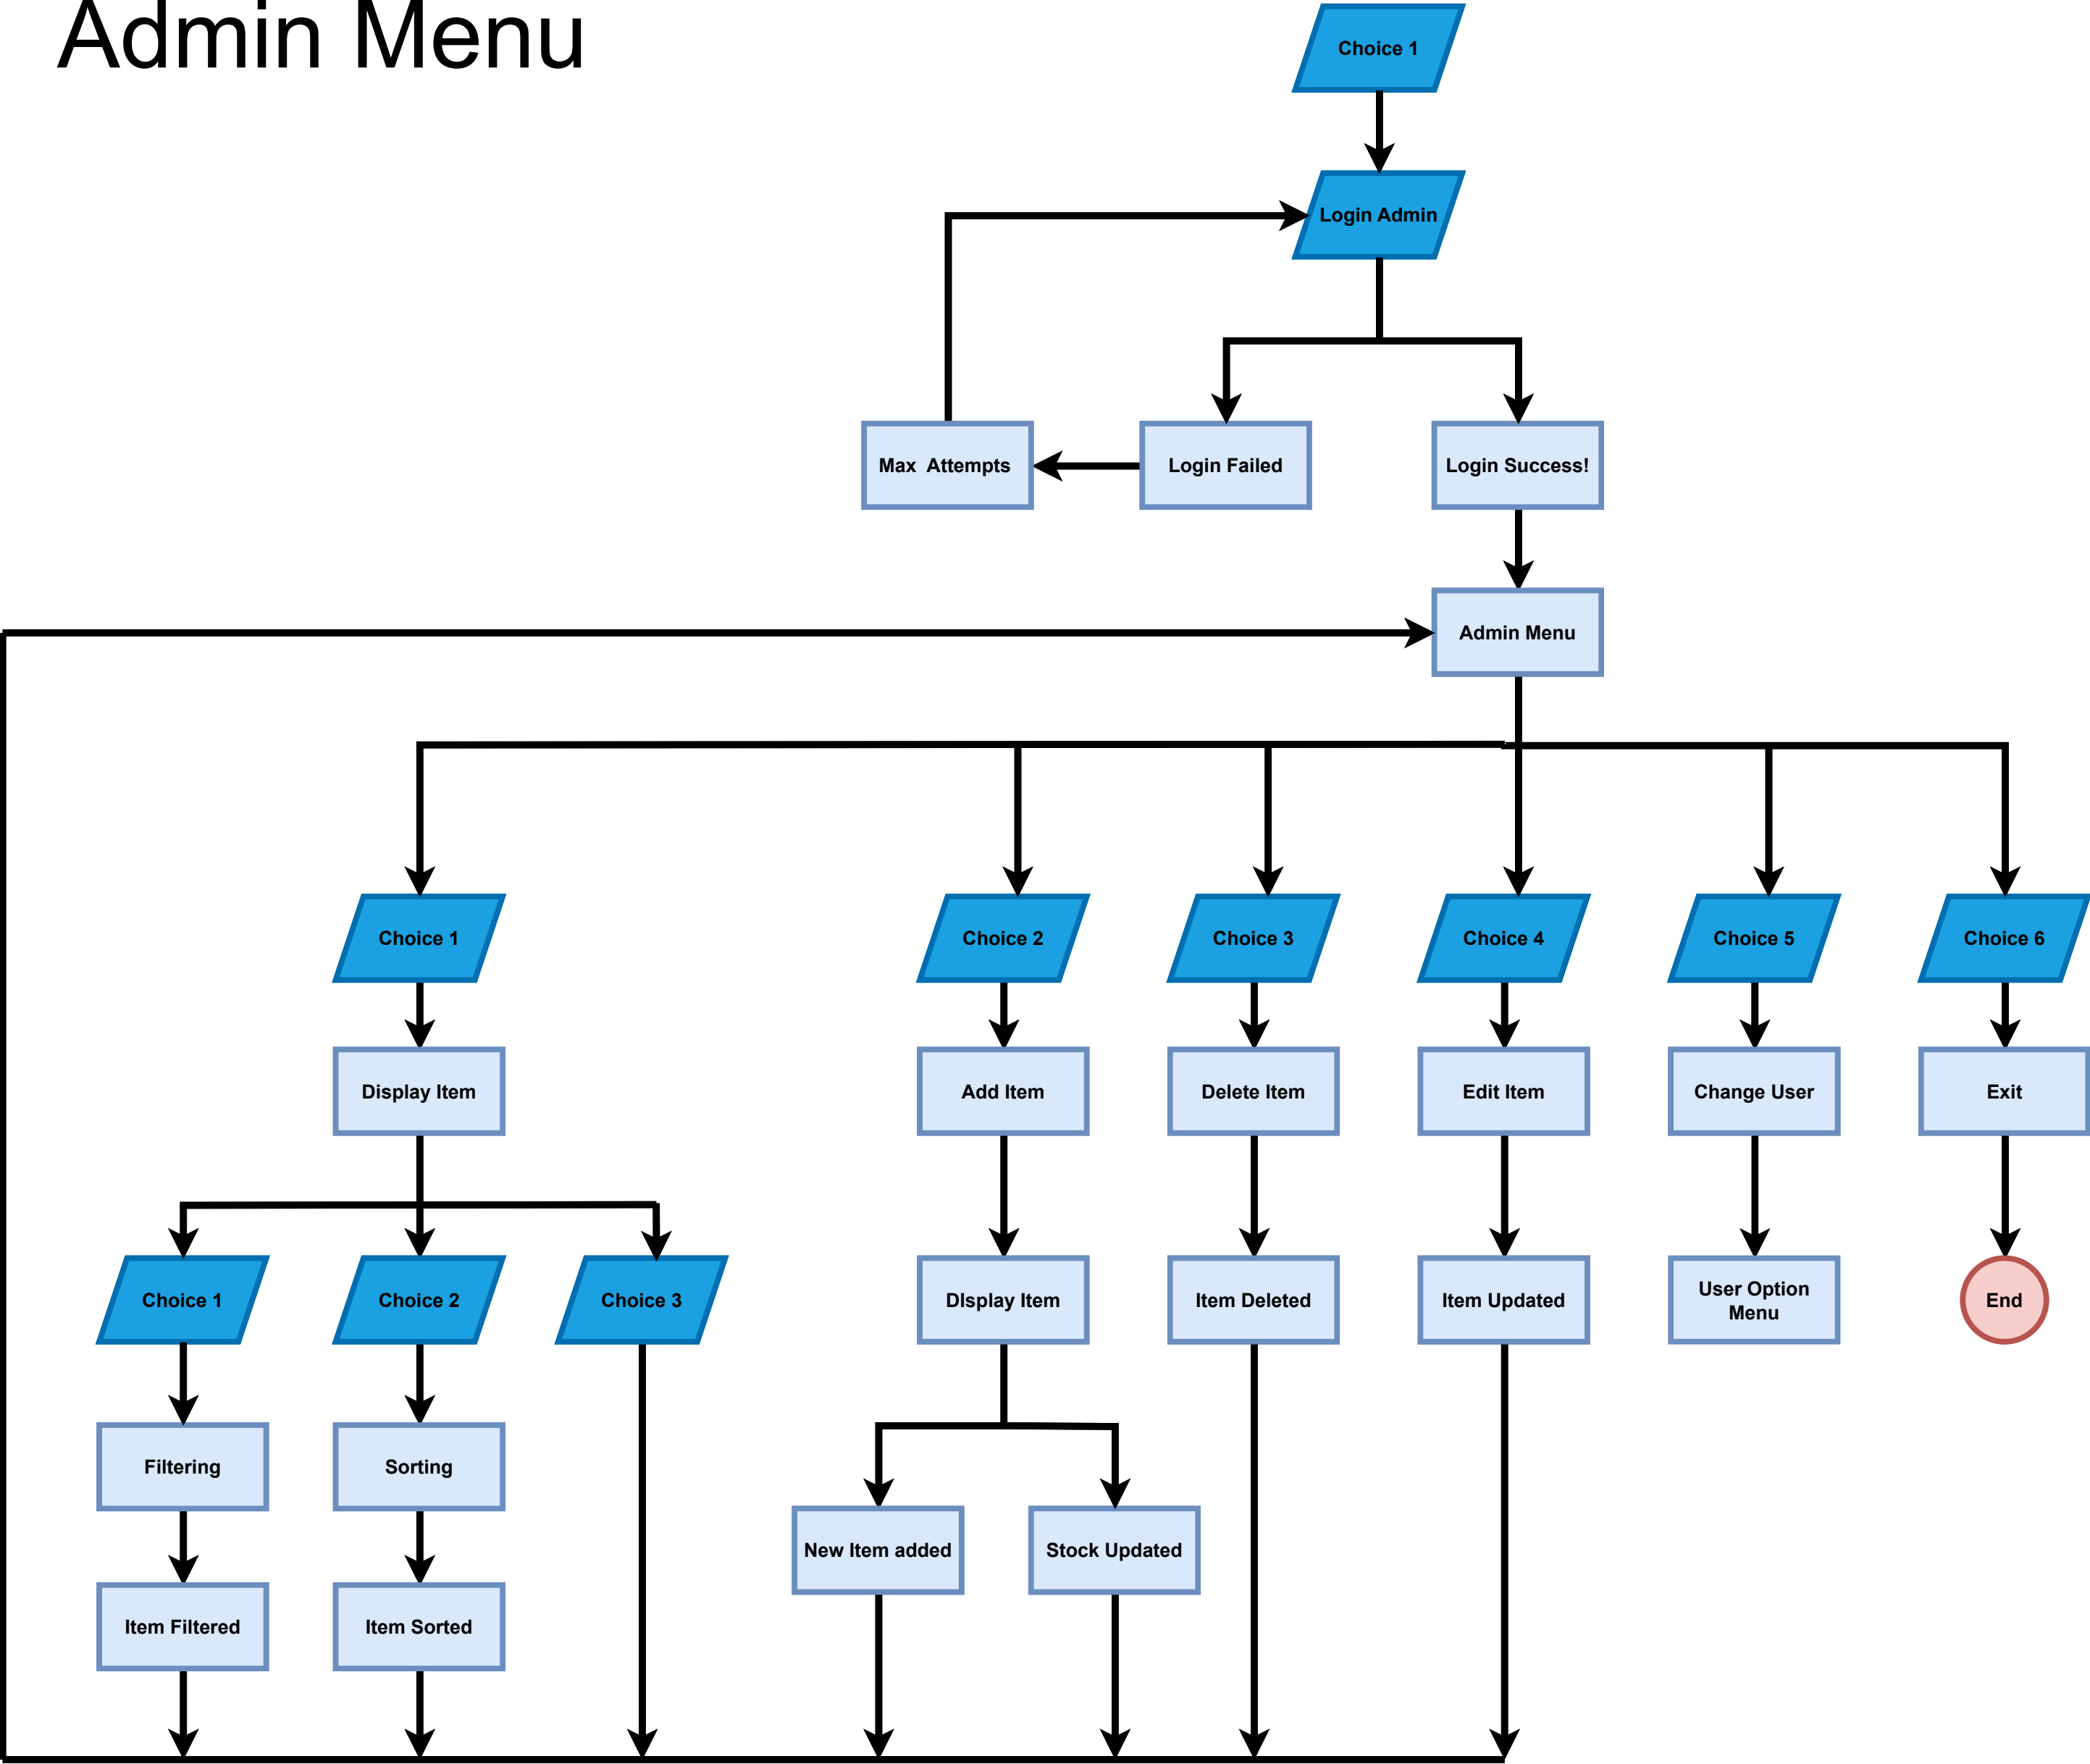 Admin Menu
Choice 1
Login Admin
Max  Attempts
Login Failed
Login Success!
Admin Menu
Choice 1
Choice 2
Choice 3
Choice 4
Choice 5
Choice 6
Display Item
Add Item
Delete Item
Edit Item
Change User
Exit
Choice 1
Choice 2
Choice 3
DIsplay Item
Item Deleted
Item Updated
User Option
Menu
End
Filtering
Sorting
New Item added
Stock Updated
Item Filtered
Item Sorted